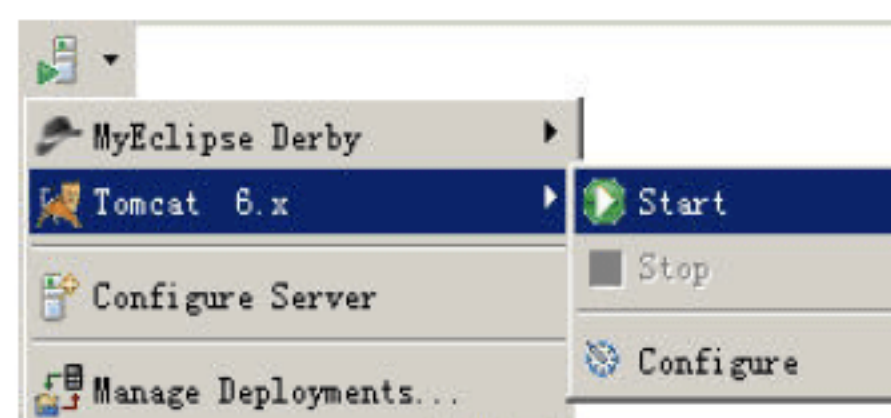 MyEclipse Derby
Tomcat 6.x
Start
Stop
Configure Server
Configure
Manage Deployments...